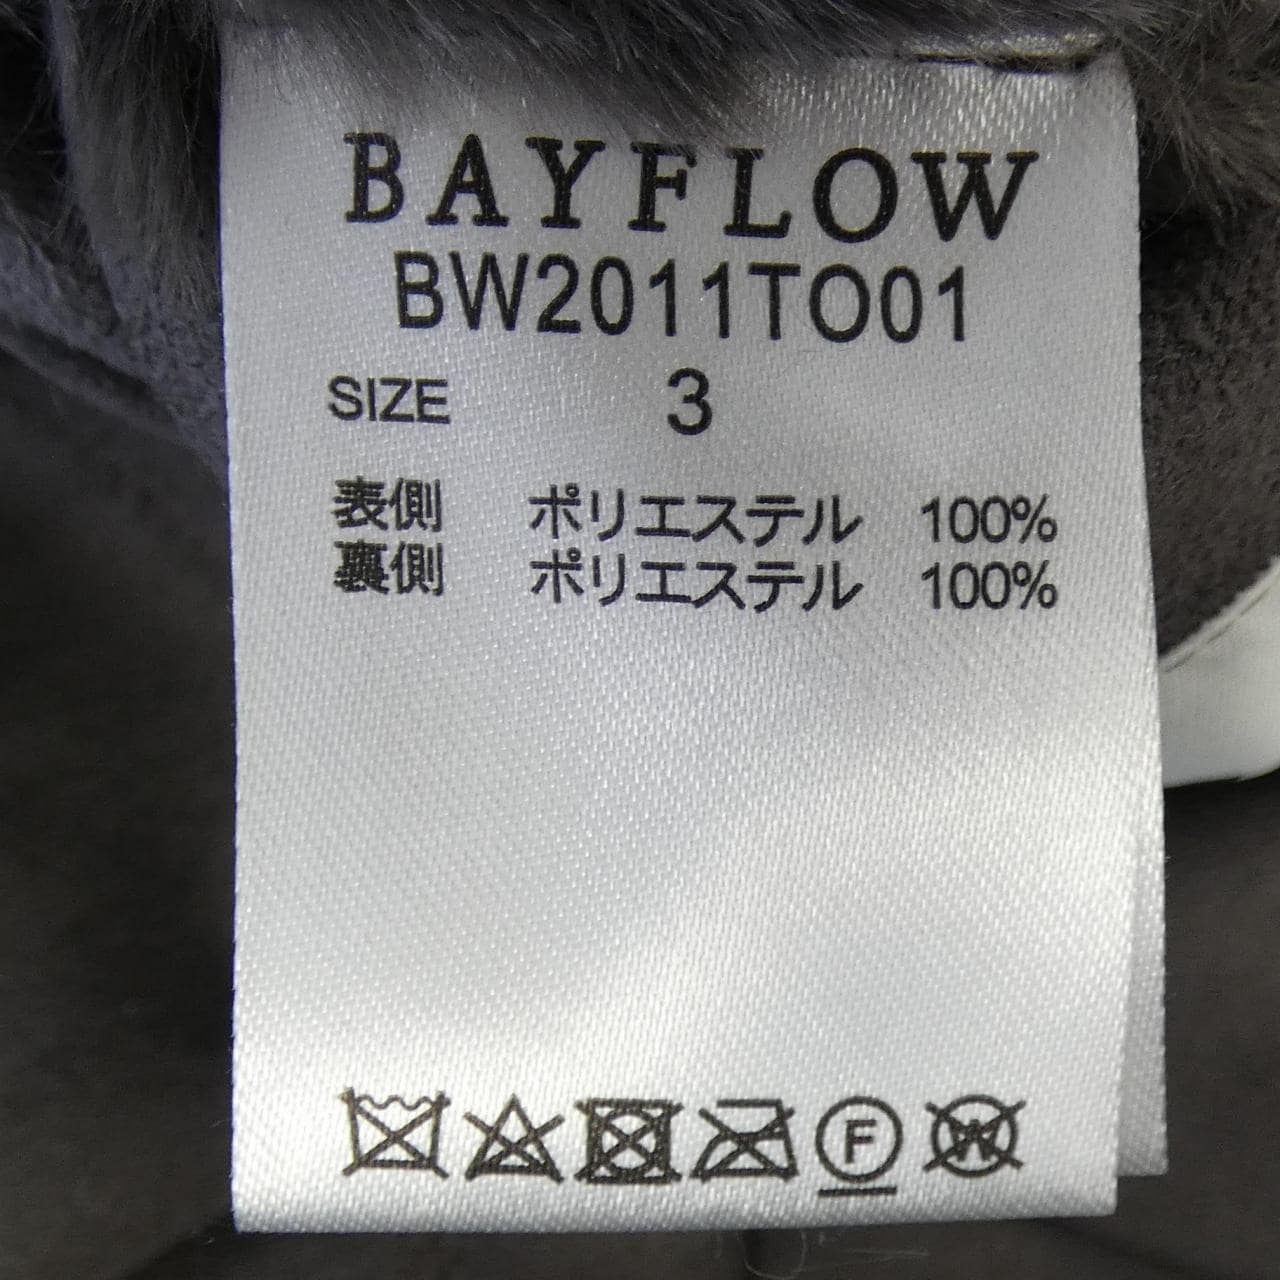 BAYFLOW
BW2011TO01
SIZE 3
表側 ポリエステル 100%
裏側 ポリエステル 100%
F
W